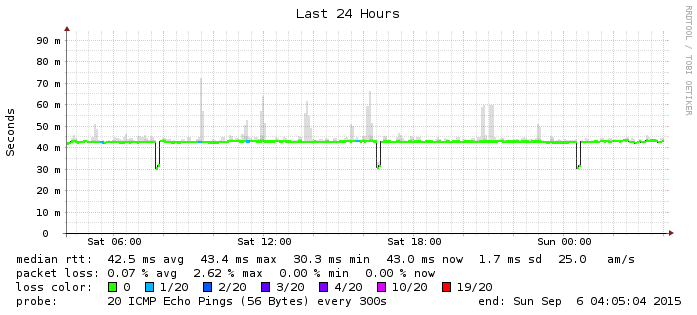 Last 24 Hours
RRDTOOL / TOBI OETIKER
Seconds
90 m
80 m
70 m
60 m
50 m
40 m
30 m
20 m
10 m
0
Sat 06:00 Sat 12:00 Sat 18:00 Sun 00:00
median rtt: 42.5 ms avg 43.4 ms max 30.3 ms min 43.0 ms now 1.7 ms sd 25.0 am/s
packet loss: 0.07 % avg 2.62 % max 0.00 % min 0.00 % now
loss color: 0 1/20 2/20 3/20 4/20 10/20 19/20
probe: 20 ICMP Echo Pings (56 Bytes) every 300s end: Sun Sep 6 04:05:04 2015